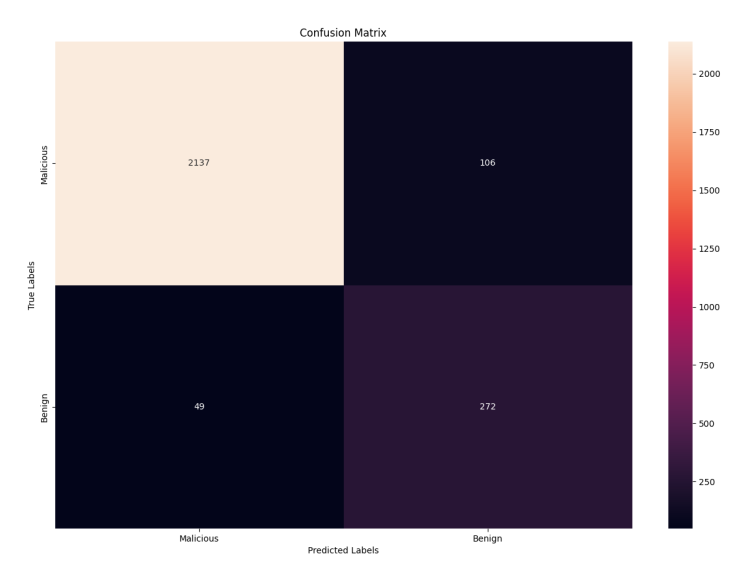 Confusion Matrix
Malicious
2137
106
True Labels
Benign
49
272
Malicious
Benign
Predicted Labels
2000
1750
1500
1250
1000
750
500
250